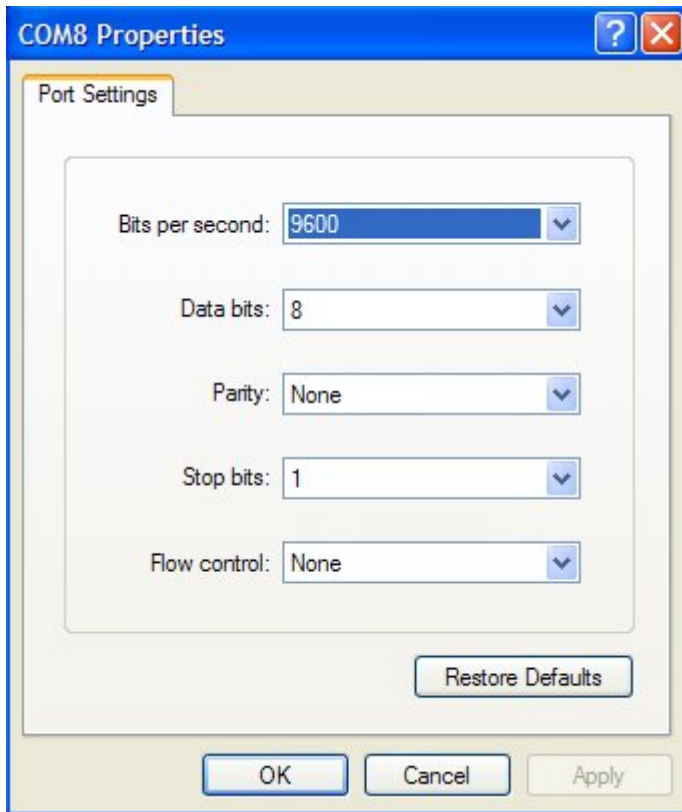 COM8 Properties
Port Settings
Bits per second: 9600
Data bits: 8
Parity: None
Stop bits: 1
Flow control: None
Restore Defaults
OK Cancel Apply